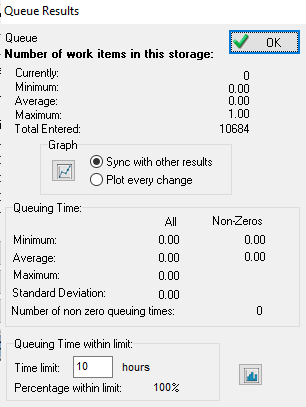 Queue Results
Queue
OK
Number of work items in this storage:
Currently: 0
Minimum: 0.00
Average: 0.00
Maximum: 1.00
Total Entered: 10684
Graph
Sync with other results
Plot every change
Queuing Time:
All Non-Zeros
Minimum: 0.00 0.00
Average: 0.00 0.00
Maximum: 0.00
Standard Deviation: 0.00
Number of non zero queuing times: 0
Queuing Time within limit:
Time limit: 10 hours
Percentage within limit: 100%